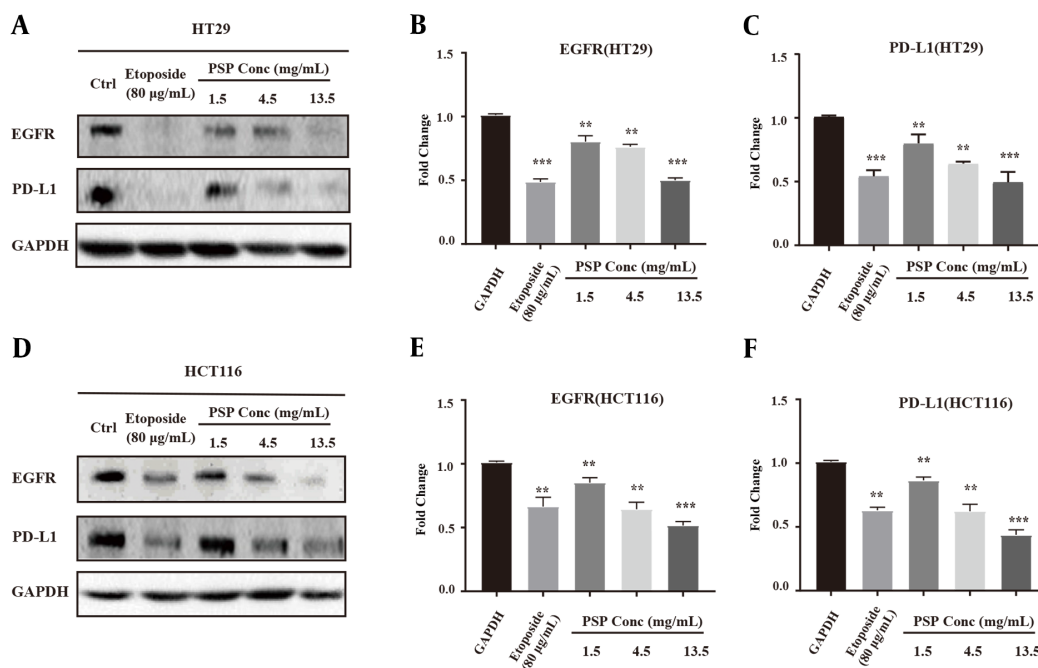 A
HT29
Ctrl
Etoposide
(80 μg/mL)
PSP Conc (mg/mL)
1.5 4.5 13.5
EGFR
PD-L1
GAPDH
B
EGFR(HT29)
Fold Change
1.5
1.0
0.5
0.0
***
**
**
***
GAPDH
Etoposide
(80 μg/mL)
PSP Conc (mg/mL)
1.5 4.5 13.5
C
PD-L1(HT29)
Fold Change
1.5
1.0
0.5
0.0
***
**
**
***
GAPDH
Etoposide
(80 μg/mL)
PSP Conc (mg/mL)
1.5 4.5 13.5
D
HCT116
Ctrl
Etoposide
(80 μg/mL)
PSP Conc (mg/mL)
1.5 4.5 13.5
EGFR
PD-L1
GAPDH
E
EGFR(HCT116)
Fold Change
1.5
1.0
0.5
0.0
**
**
**
***
GAPDH
Etoposide
(80 μg/mL)
PSP Conc (mg/mL)
1.5 4.5 13.5
F
PD-L1(HCT116)
Fold Change
1.5
1.0
0.5
0.0
**
**
**
***
GAPDH
Etoposide
(80 μg/mL)
PSP Conc (mg/mL)
1.5 4.5 13.5